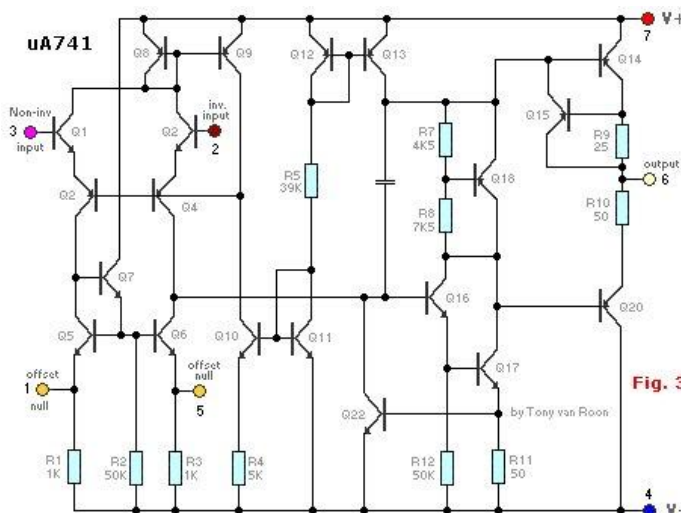 uA741
Q8
Q9
Q12
Q13
V+
7
Q14
Non-inv
3
input
Q1
inv.
input
Q2
2
Q15
R7
4K5
R9
25
output
6
R5
39K
Q2
Q4
Q18
R8
7K5
R10
50
Q7
Q16
Q20
Q5
Q6
Q10
Q11
Q17
offset
1
null
offset
null
5
Fig. 3
Q22
by Tony van Roon
R1
1K
R2
50K
R3
1K
R4
5K
R12
50K
R11
50
4
V-